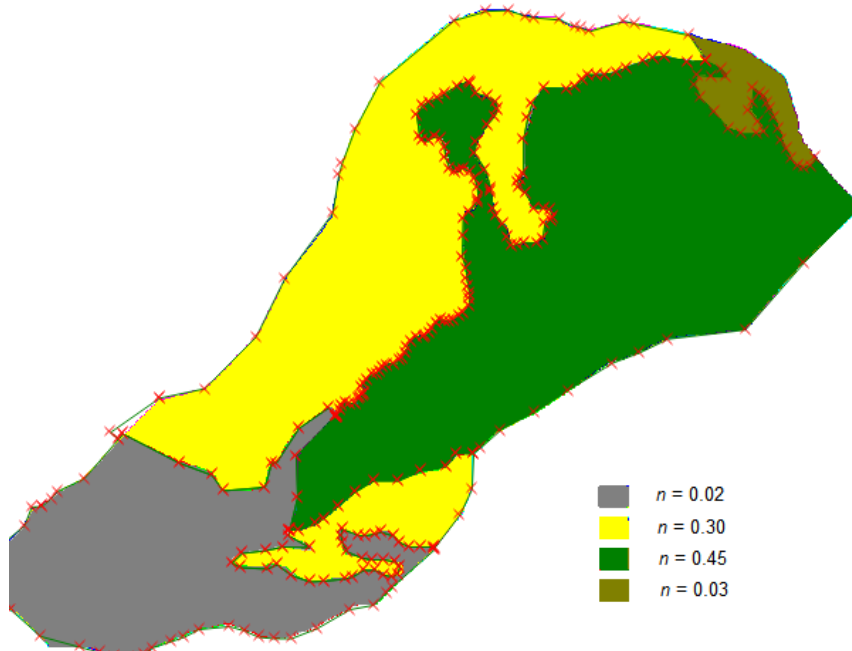 n = 0.02
n = 0.30
n = 0.45
n = 0.03